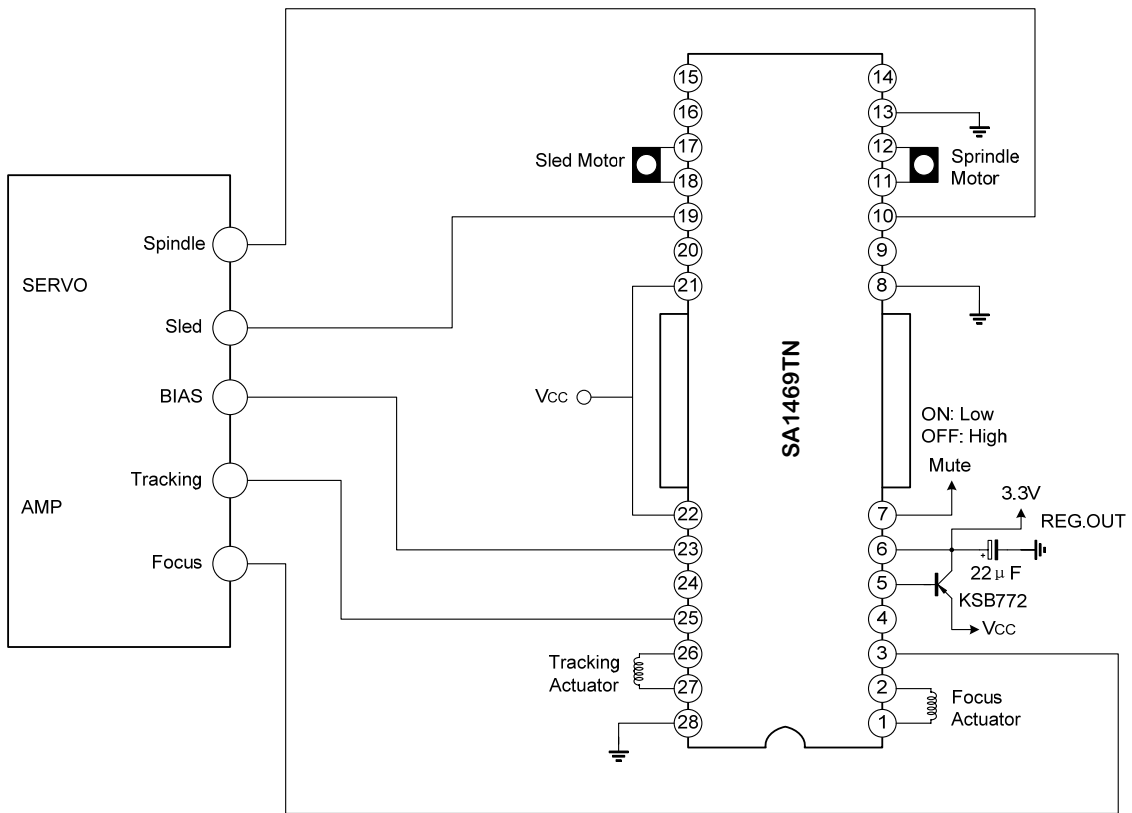 15
14
16
13
Sled Motor
17
12
Sprindle
Motor
18
11
Spindle
19
10
SERVO
20
9
21
8
Sled
BIAS
VCC
SA1469TN
ON: Low
OFF: High
Mute
Tracking
3.3V
AMP
22
7
REG.OUT
23
6
+
22 μF
Focus
24
5
KSB772
VCC
25
4
Tracking
Actuator
26
3
27
2
Focus
Actuator
28
1